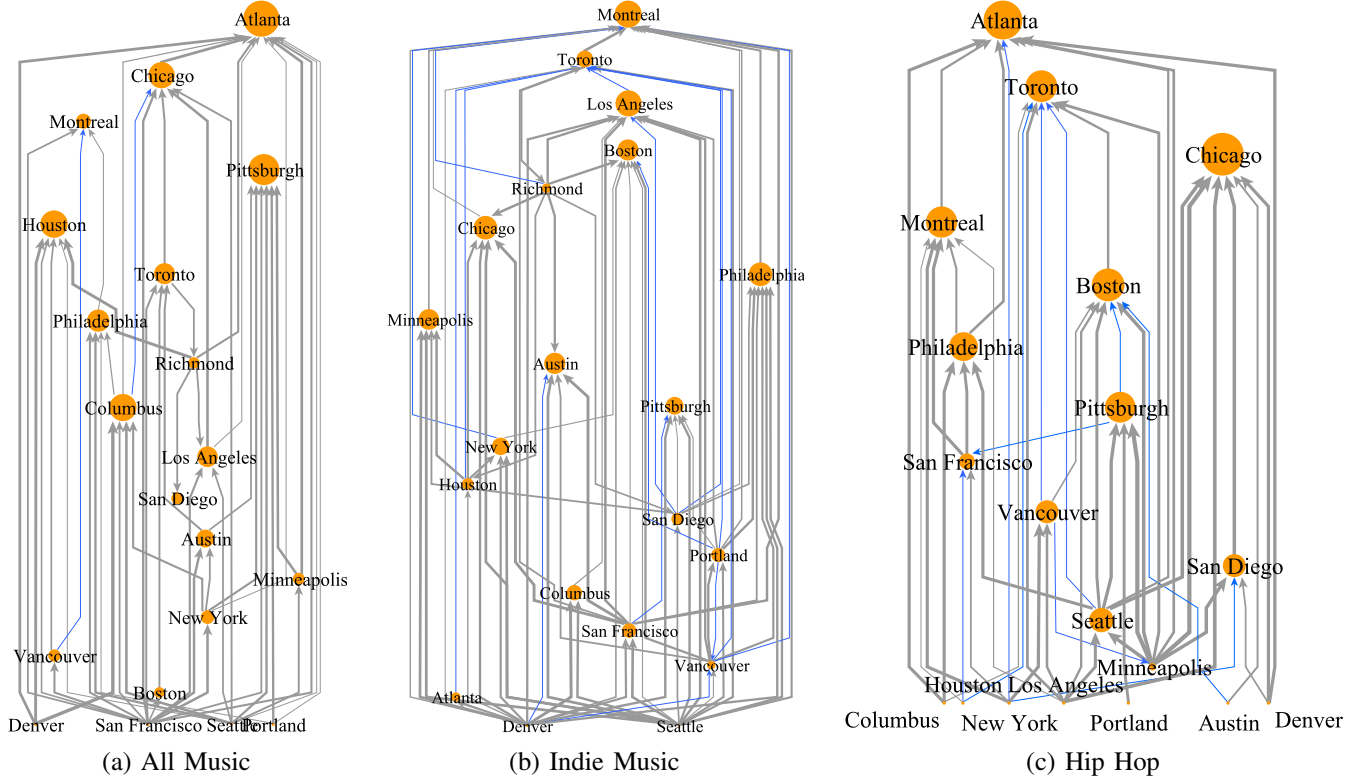 Atlanta
Chicago
Montreal
Pittsburgh
Houston
Toronto
Philadelphia
Richmond
Columbus
Los Angeles
San Diego
Austin
Minneapolis
New York
Vancouver
Boston
Denver
San Francisco
Seattle
Portland
(a) All Music
Montreal
Toronto
Los Angeles
Boston
Richmond
Chicago
Philadelphia
Minneapolis
Austin
Pittsburgh
New York
Houston
San Diego
Portland
Columbus
San Francisco
Vancouver
Atlanta
Denver
Seattle
(b) Indie Music
Atlanta
Toronto
Chicago
Montreal
Boston
Philadelphia
Pittsburgh
San Francisco
Vancouver
San Diego
Seattle
Minneapolis
Houston
Los Angeles
Columbus
New York
Portland
Austin
Denver
(c) Hip Hop